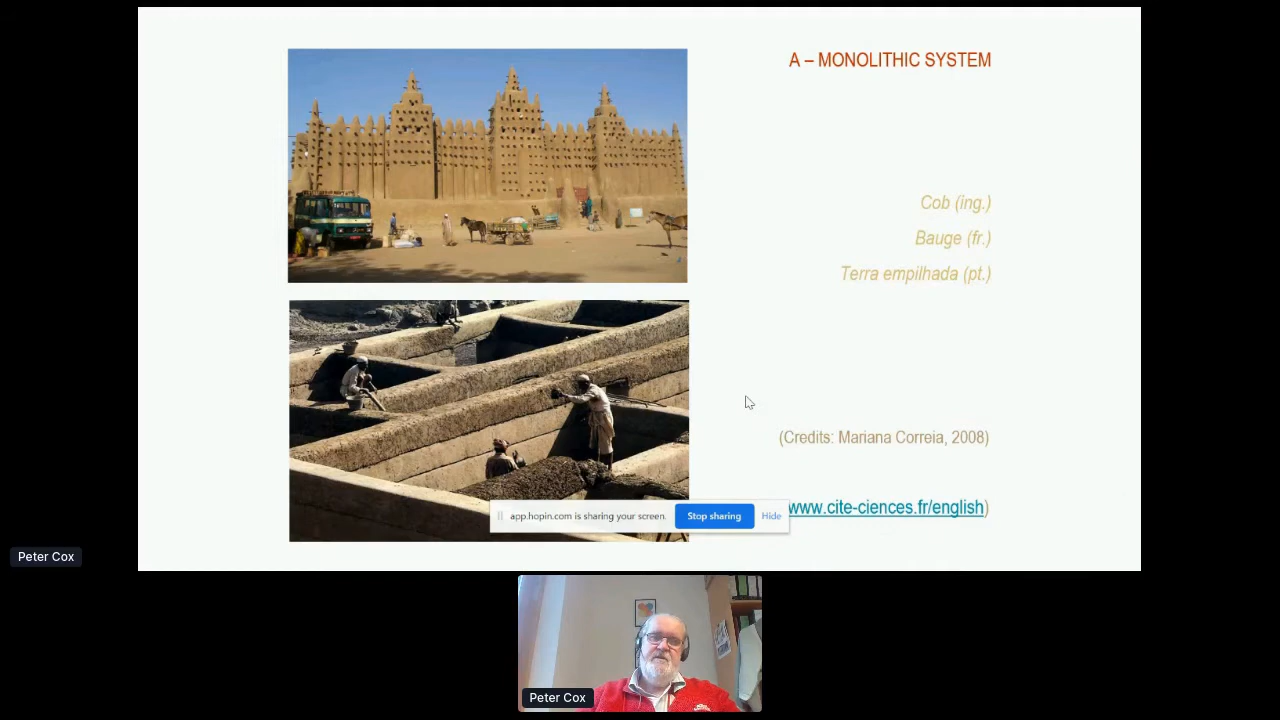 A – MONOLITHIC SYSTEM
Cob (ing.)
Bauge (fr.)
Terra empilhada (pt.)
(Credits: Mariana Correia, 2008)
www.cite-ciences.fr/english)
app.hopin.com is sharing your screen.
Stop sharing
Hide
Peter Cox
Peter Cox